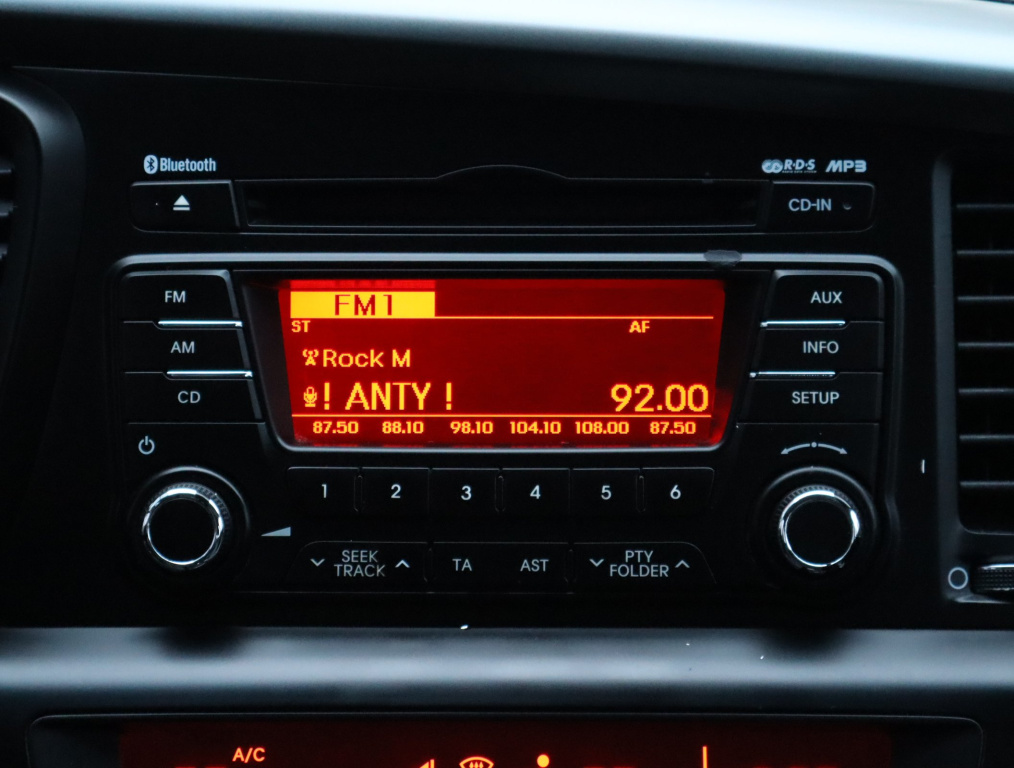 Bluetooth
R·D·S MP3
CD-IN
FM
FM1
AUX
ST AF
AM
Rock M
INFO
CD
! ANTY ! 92.00
SETUP
87.50 88.10 98.10 104.10 108.00 87.50
1 2 3 4 5 6
SEEK
TRACK
TA
AST
PTY
FOLDER
A/C